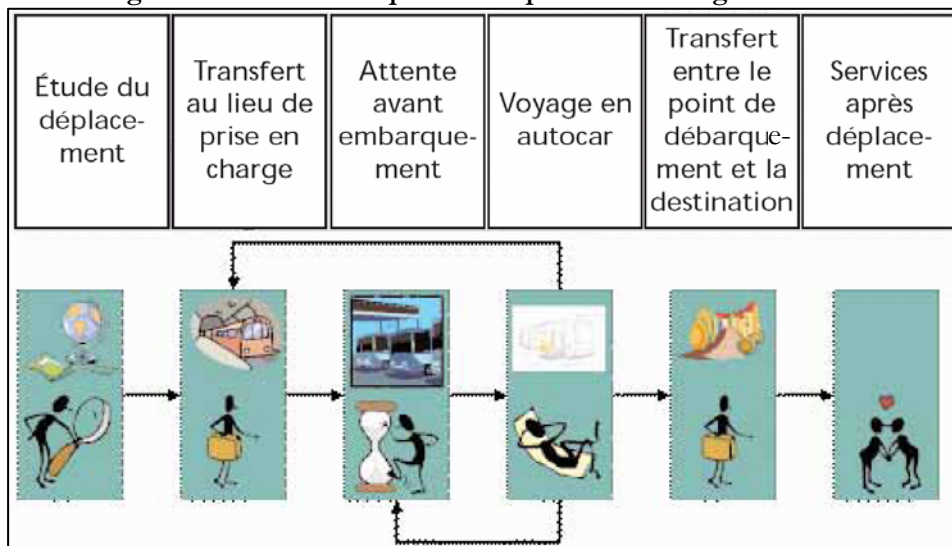 Étude du
déplace-
ment
Transfert
au lieu de
prise en
charge
Attente
avant
embarque-
ment
Voyage en
autocar
Transfert
entre le
point de
débarque-
ment et la
destination
Services
après
déplace-
ment